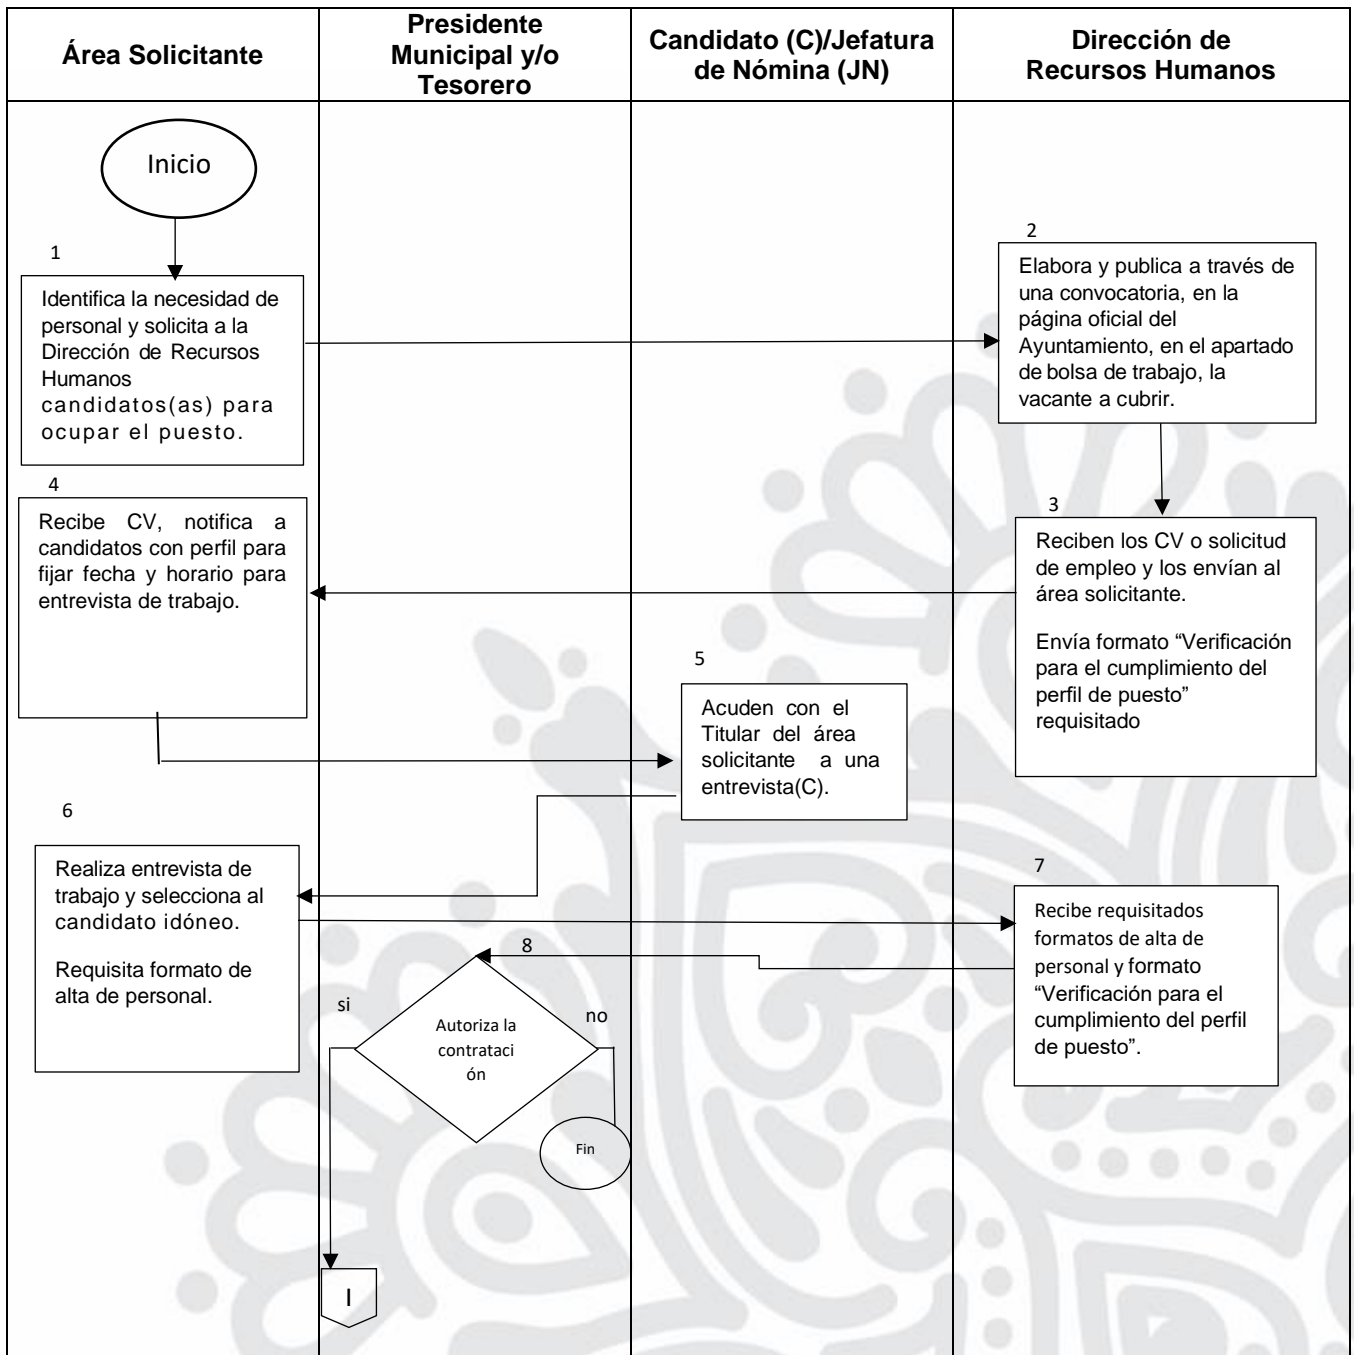 Área Solicitante
Presidente
Municipal y/o
Tesorero
Candidato (C)/Jefatura
de Nómina (JN)
Dirección de
Recursos Humanos
Inicio
1
Identifica la necesidad de
personal y solicita a la
Dirección de Recursos
Humanos
candidatos(as) para
ocupar el puesto.
2
Elabora y publica a través de
una convocatoria, en la
página oficial del
Ayuntamiento, en el apartado
de bolsa de trabajo, la
vacante a cubrir.
3
Reciben los CV o solicitud
de empleo y los envían al
área solicitante.
Envía formato “Verificación
para el cumplimiento del
perfil de puesto”
requisitado
4
Recibe CV, notifica a
candidatos con perfil para
fijar fecha y horario para
entrevista de trabajo.
5
Acuden con el
Titular del área
solicitante a una
entrevista(C).
6
Realiza entrevista de
trabajo y selecciona al
candidato idóneo.
Requisita formato de
alta de personal.
7
Recibe requisitados
formatos de alta de
personal y formato
“Verificación para el
cumplimiento del perfil
de puesto”.
8
si
no
Autoriza la
contrataci
ón
Fin
I